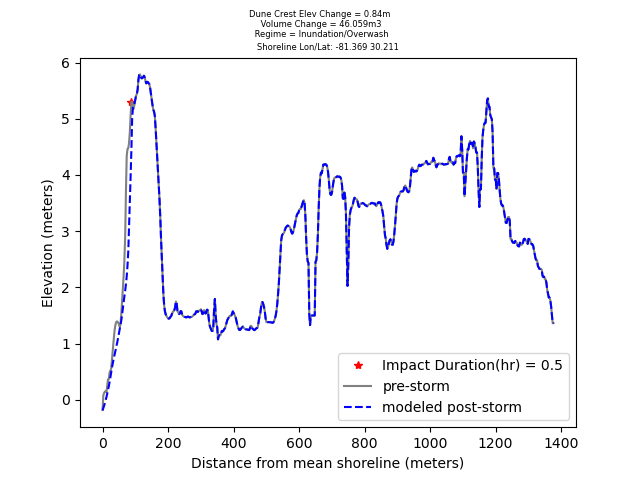 Dune Crest Elev Change = 0.84m
Volume Change = 46.059m3
Regime = Inundation/Overwash
Shoreline Lon/Lat: -81.369 30.211
6
5
4
3
2
1
0
Elevation (meters)
Impact Duration(hr) = 0.5
pre-storm
modeled post-storm
0 200 400 600 800 1000 1200 1400
Distance from mean shoreline (meters)